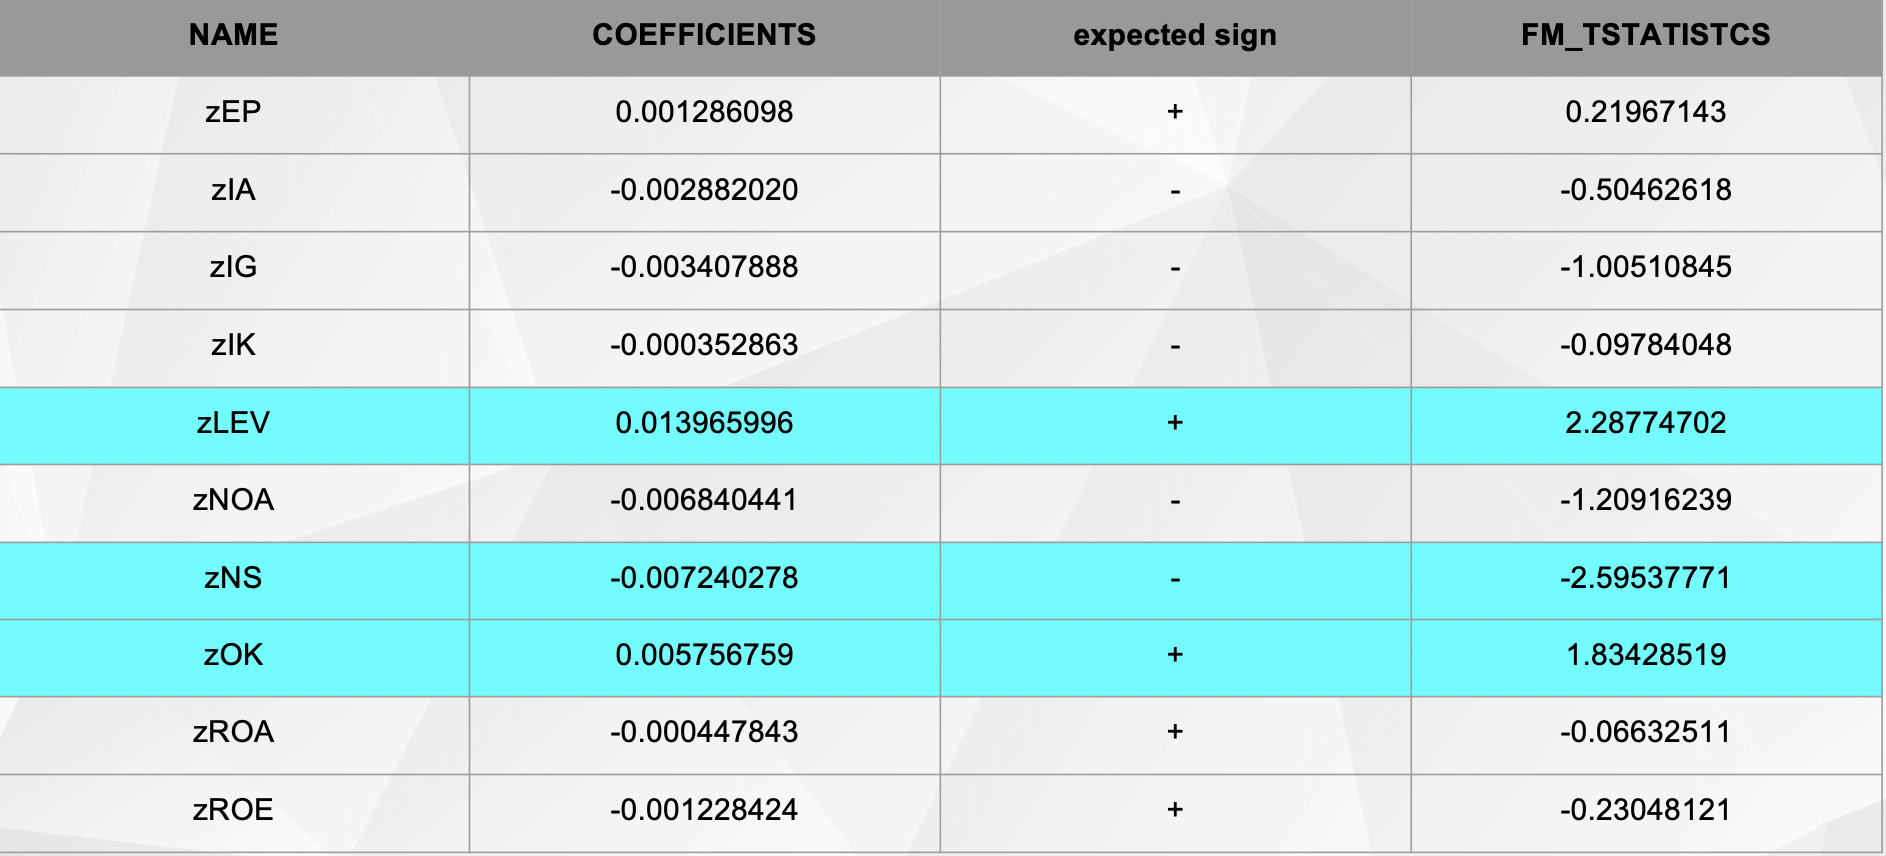 NAME COEFFICIENTS expected sign FM_TSTATISTCS
zEP 0.001286098 + 0.21967143
zIA -0.002882020 - -0.50462618
zIG -0.003407888 - -1.00510845
zIK -0.000352863 - -0.09784048
zLEV 0.013965996 + 2.28774702
zNOA -0.006840441 - -1.20916239
zNS -0.007240278 - -2.59537771
zOK 0.005756759 + 1.83428519
zROA -0.000447843 + -0.06632511
zROE -0.001228424 + -0.23048121